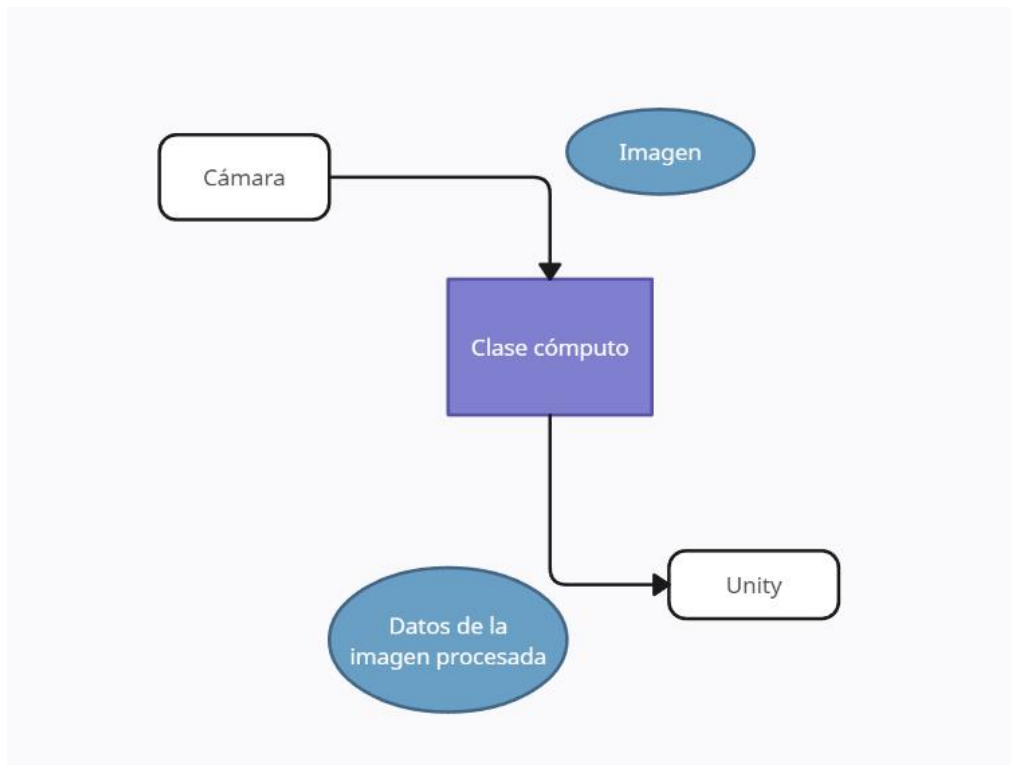 Imagen
Cámara
Clase cómputo
Unity
Datos de la
imagen procesada